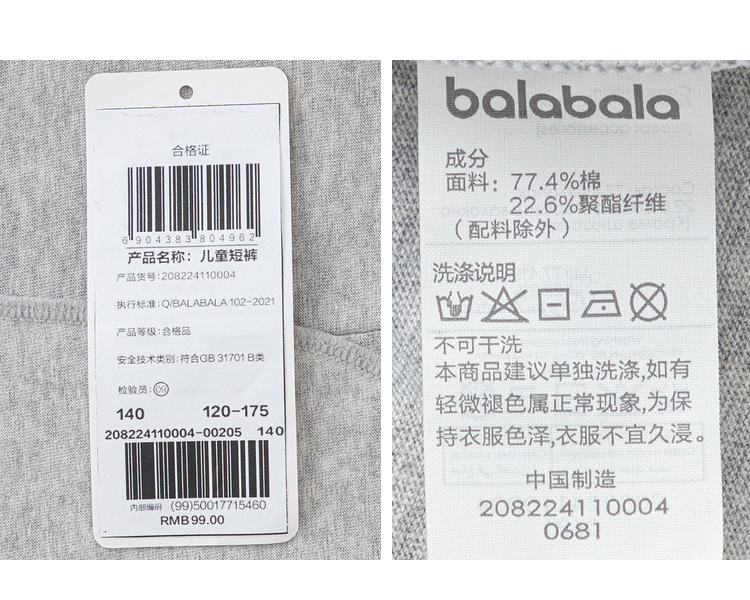 合格证
6904383804962
产品名称：儿童短裤
产品货号:208224110004
执行标准:Q/BALABALA 102-2021
产品等级:合格品
安全技术类别:符合GB 31701 B类
检验员:09
140 120-175
208224110004-00205 140
内部编码 (99)50017715460
RMB99.00
balabala
成分
面料：77.4%棉
22.6%聚酯纤维
（配料除外）
洗涤说明
不可干洗
本商品建议单独洗涤,如有
轻微褪色属正常现象,为保
持衣服色泽,衣服不宜久浸。
中国制造
208224110004
0681